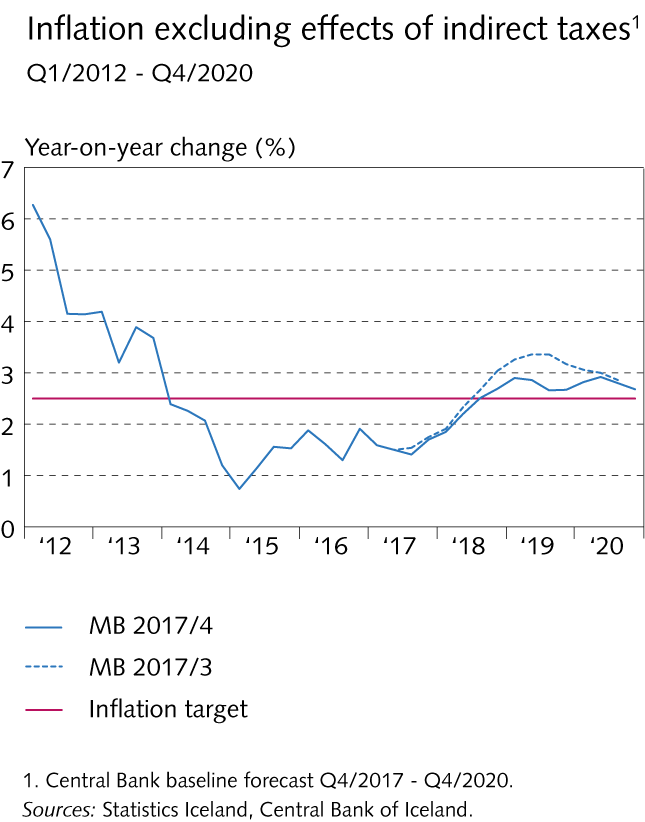 Inflation excluding effects of indirect taxes¹
Q1/2012 - Q4/2020
Year-on-year change (%)
7
6
5
4
3
2
1
0
‘12 ‘13 ‘14 ‘15 ‘16 ‘17 ‘18 ‘19 ‘20
MB 2017/4
MB 2017/3
Inflation target
1. Central Bank baseline forecast Q4/2017 - Q4/2020.
Sources: Statistics Iceland, Central Bank of Iceland.